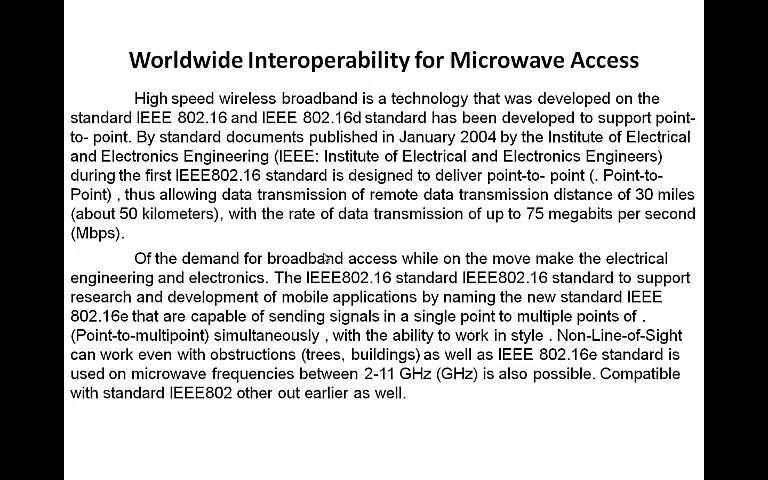 Worldwide Interoperability for Microwave Access
High speed wireless broadband is a technology that was developed on the
standard IEEE 802.16 and IEEE 802.16d standard has been developed to support point-
to- point. By standard documents published in January 2004 by the Institute of Electrical
and Electronics Engineering (IEEE: Institute of Electrical and Electronics Engineers)
during the first IEEE802.16 standard is designed to deliver point-to- point (. Point-to-
Point) , thus allowing data transmission of remote data transmission distance of 30 miles
(about 50 kilometers), with the rate of data transmission of up to 75 megabits per second
(Mbps).
Of the demand for broadband access while on the move make the electrical
engineering and electronics. The IEEE802.16 standard IEEE802.16 standard to support
research and development of mobile applications by naming the new standard IEEE
802.16e that are capable of sending signals in a single point to multiple points of .
(Point-to-multipoint) simultaneously , with the ability to work in style . Non-Line-of-Sight
can work even with obstructions (trees, buildings) as well as IEEE 802.16e standard is
used on microwave frequencies between 2-11 GHz (GHz) is also possible. Compatible
with standard IEEE802 other out earlier as well.